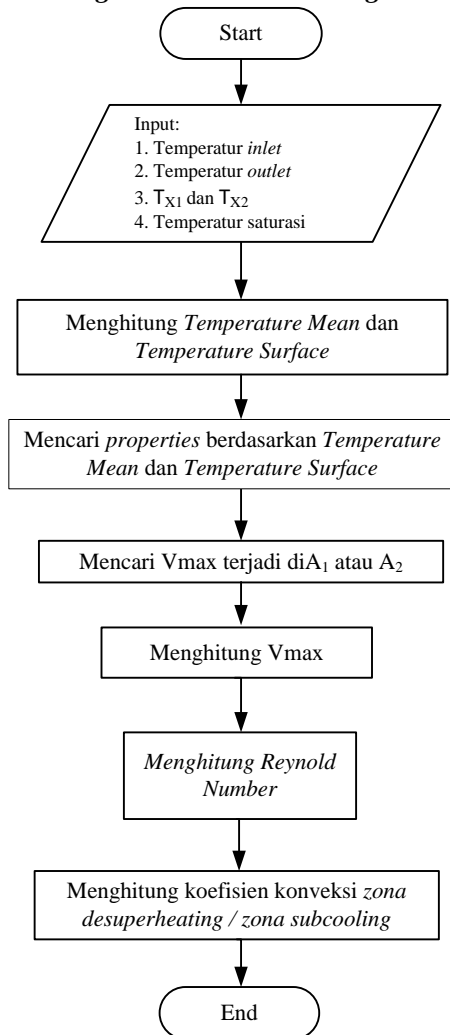 Start
Input:
1. Temperatur inlet
2. Temperatur outlet
3. TX1 dan TX2
4. Temperatur saturasi
Menghitung Temperature Mean dan
Temperature Surface
Mencari properties berdasarkan Temperature
Mean dan Temperature Surface
Mencari Vmax terjadi diA1 atau A2
Menghitung Vmax
Menghitung Reynold
Number
Menghitung koefisien konveksi zona
desuperheating / zona subcooling
End